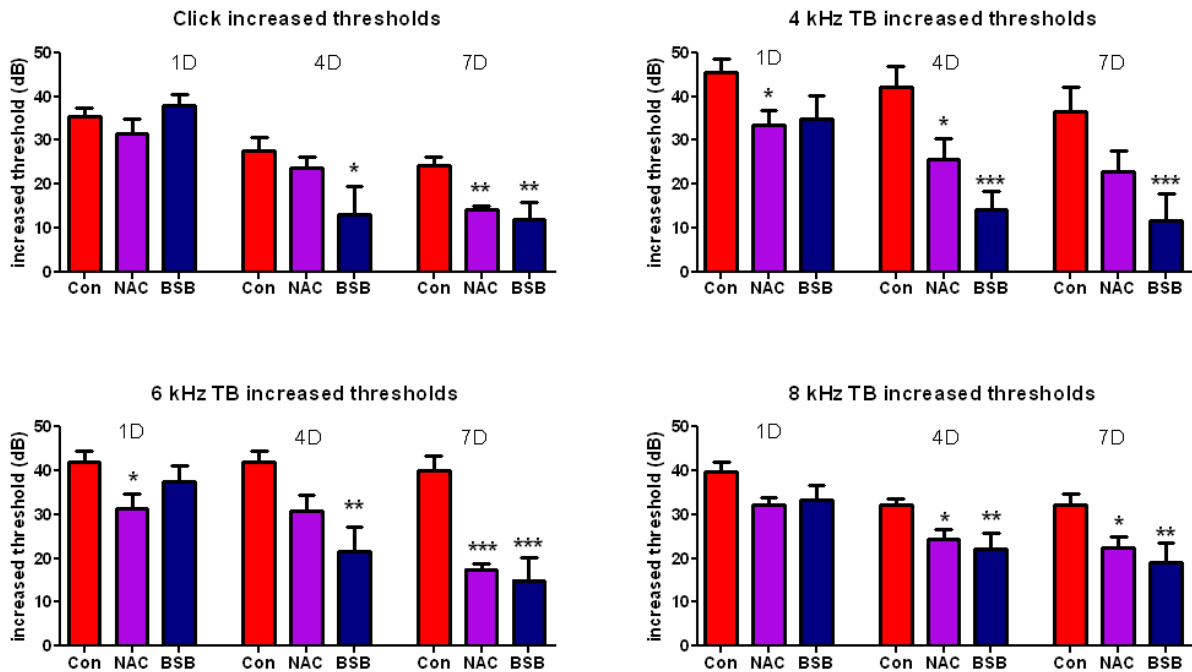 Click increased thresholds
increased threshold (dB)
50
40
30
20
10
0
1D
4D
7D
*
**
**
Con NAC BSB
Con NAC BSB
Con NAC BSB
4 kHz TB increased thresholds
increased threshold (dB)
50
40
30
20
10
0
1D
4D
7D
*
*
***
***
Con NAC BSB
Con NAC BSB
Con NAC BSB
6 kHz TB increased thresholds
increased threshold (dB)
50
40
30
20
10
0
1D
4D
7D
*
**
***
***
Con NAC BSB
Con NAC BSB
Con NAC BSB
8 kHz TB increased thresholds
increased threshold (dB)
50
40
30
20
10
0
1D
4D
7D
*
**
*
**
Con NAC BSB
Con NAC BSB
Con NAC BSB